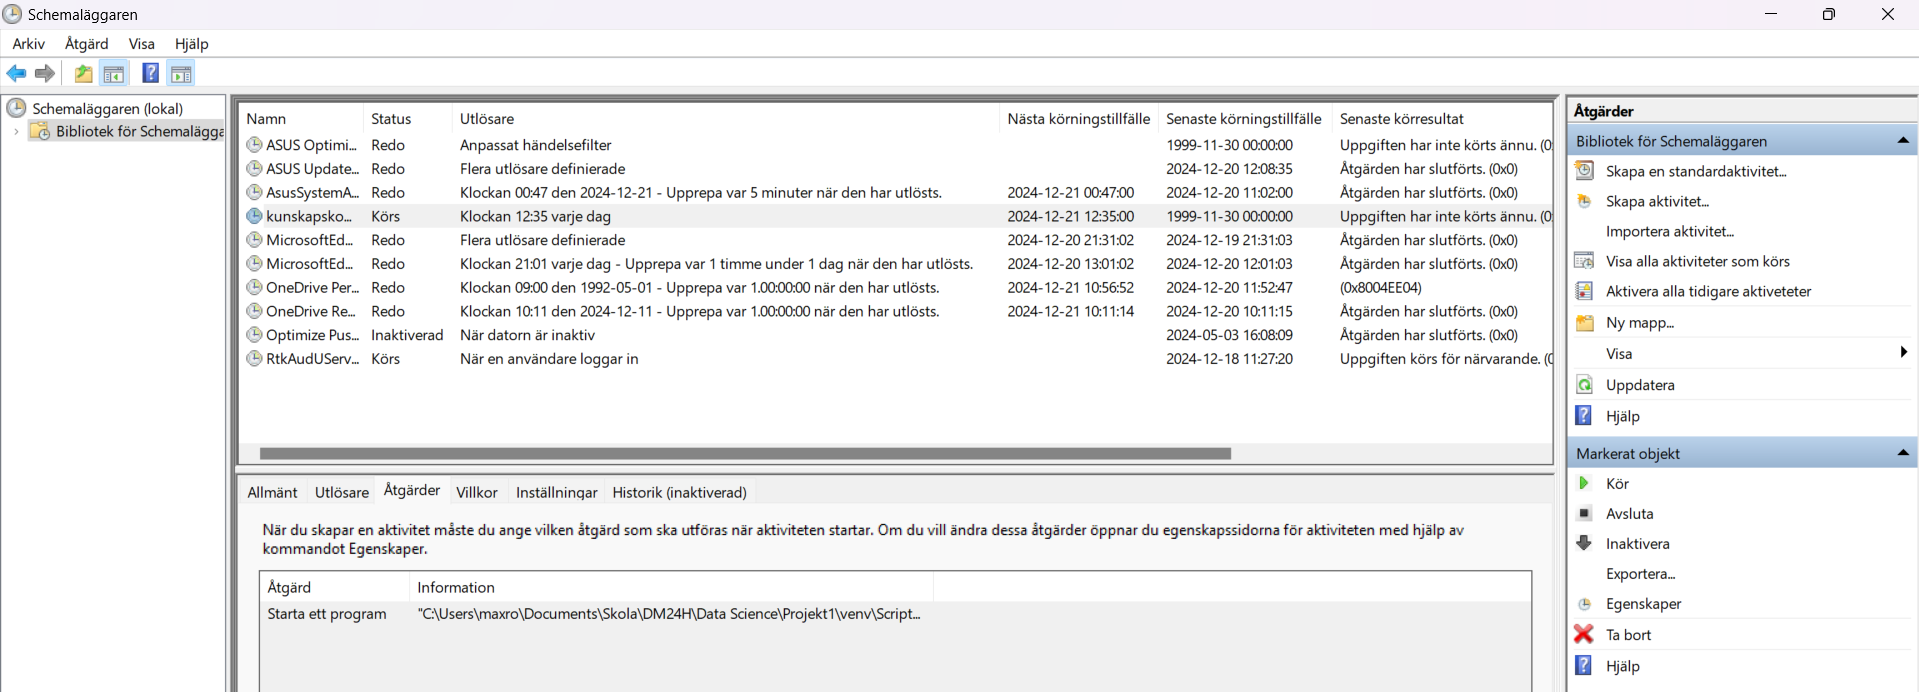 Schemaläggaren
Arkiv Åtgärd Visa Hjälp
Schemaläggaren (lokal)
Bibliotek för Schemalägga
Namn Status Utlösare Nästa körningstillfälle Senaste körningstillfälle Senaste körresultat
ASUS Optimi... Redo Anpassat händelsefilter 1999-11-30 00:00:00 Uppgiften har inte körts ännu. (0
ASUS Update... Redo Flera utlösare definierade 2024-12-20 12:08:35 Åtgärden har slutförts. (0x0)
AsusSystemA... Redo Klockan 00:47 den 2024-12-21 - Upprepa var 5 minuter när den har utlösts. 2024-12-21 00:47:00 2024-12-20 11:02:00 Åtgärden har slutförts. (0x0)
kunskapsko... Körs Klockan 12:35 varje dag 2024-12-21 12:35:00 1999-11-30 00:00:00 Uppgiften har inte körts ännu. (0
MicrosoftEd... Redo Flera utlösare definierade 2024-12-20 21:31:02 2024-12-19 21:31:03 Åtgärden har slutförts. (0x0)
MicrosoftEd... Redo Klockan 21:01 varje dag - Upprepa var 1 timme under 1 dag när den har utlösts. 2024-12-20 13:01:02 2024-12-20 12:01:03 Åtgärden har slutförts. (0x0)
OneDrive Per... Redo Klockan 09:00 den 1992-05-01 - Upprepa var 1.00:00:00 när den har utlösts. 2024-12-21 10:56:52 2024-12-20 11:52:47 (0x8004EE04)
OneDrive Re... Redo Klockan 10:11 den 2024-12-11 - Upprepa var 1.00:00:00 när den har utlösts. 2024-12-21 10:11:14 2024-12-20 10:11:15 Åtgärden har slutförts. (0x0)
Optimize Pus... Inaktiverad När datorn är inaktiv 2024-05-03 16:08:09 Åtgärden har slutförts. (0x0)
RtkAudUServ... Körs När en användare loggar in 2024-12-18 11:27:20 Uppgiften körs för närvarande. (0
Allmänt Utlösare Åtgärder Villkor Inställningar Historik (inaktiverad)
När du skapar en aktivitet måste du ange vilken åtgärd som ska utföras när aktiviteten startar. Om du vill ändra dessa åtgärder öppnar du egenskapssidorna för aktiviteten med hjälp av
kommandot Egenskaper.
Åtgärd Information
Starta ett program "C:\Users\maxro\Documents\Skola\DM24H\Data Science\Projekt1\venv\Script...
Åtgärder
Bibliotek för Schemaläggaren
Skapa en standardaktivitet...
Skapa aktivitet...
Importera aktivitet...
Visa alla aktiviteter som körs
Aktivera alla tidigare aktiveteter
Ny mapp...
Visa
Uppdatera
Hjälp
Markerat objekt
Kör
Avsluta
Inaktivera
Exportera...
Egenskaper
Ta bort
Hjälp